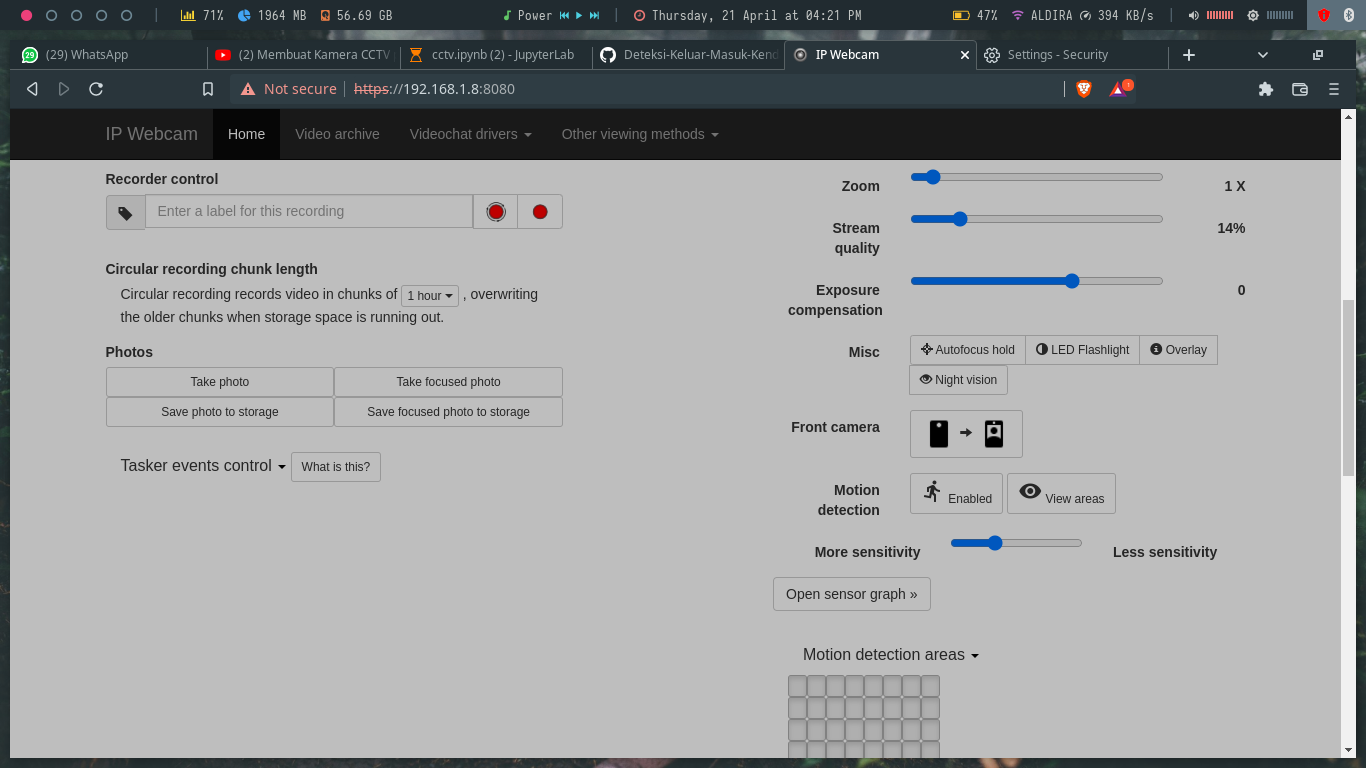 71% 1964 MB 56.69 GB Power Thursday, 21 April at 04:21 PM 47% ALDIRA 394 KB/s
29 (29) WhatsApp (2) Membuat Kamera CCTV cctv.ipynb (2) - JupyterLab Deteksi-Keluar-Masuk-Kend IP Webcam Settings - Security
Not secure https://192.168.1.8:8080 1
IP Webcam Home Video archive Videochat drivers Other viewing methods
Recorder control
Enter a label for this recording
Circular recording chunk length
Circular recording records video in chunks of 1 hour , overwriting
the older chunks when storage space is running out.
Photos
Take photo Take focused photo
Save photo to storage Save focused photo to storage
Tasker events control What is this?
Zoom 1 X
Stream
quality 14%
Exposure
compensation 0
Misc Autofocus hold LED Flashlight Overlay
Night vision
Front camera
Motion
detection Enabled View areas
More sensitivity Less sensitivity
Open sensor graph »
Motion detection areas